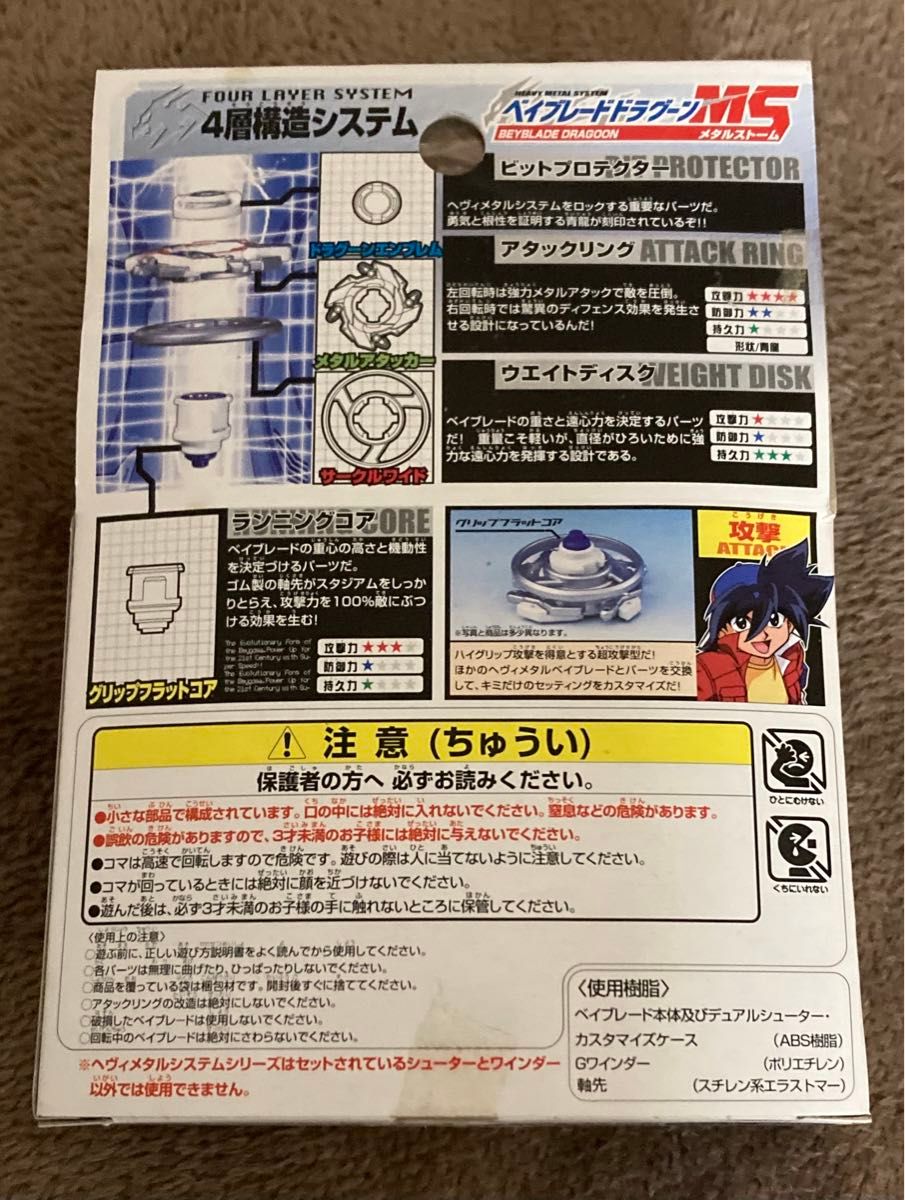 FOUR LAYER SYSTEM
4層構造システム
HEAVY METAL SYSTEM
ベイブレードドラグーンMS
BEYBLADE DRAGOON
メタルストーム
ビットプロテクター
PROTECTOR
ヘヴィメタルシステムをロックする重要なパーツだ。
勇気と根性を証明する青龍が刻印されているぞ!!
ドラグーンエンブレム
アタックリング ATTACK RING
左回転時は強力メタルアタックで敵を圧倒。
右回転時では驚異のディフェンス効果を発生さ
せる設計になっているんだ!
攻撃力★★★★
防御力★★
持久力★
形状/青龍
メタルアタッカー
ウエイトディスク WEIGHT DISK
ベイブレードの重さと遠心力を決定するパーツ
だ! 重量こそ軽いが、直径がひろいために強
力な遠心力を発揮する設計である。
攻撃力★
防御力★
持久力★★★
サークルワイド
ランニングコア
ORE
ベイブレードの重心の高さと機動性
を決定づけるパーツだ。
ゴム製の軸先がスタジアムをしっか
りとらえ、攻撃力を100%敵にぶつ
ける効果を生む!
The Evolutionary Form of
the Beygoma.Power Up for
the 21st Century with Su-
per Speed!!
The Evolutionary Form of
the Beygoma.Power Up for
the 21st Century with Su-
攻撃力★★★
防御力★
持久力★
グリップフラットコア
グリップフラットコア
※写真と商品は多少異なります。
ハイグリップ攻撃を得意とする超攻撃型だ!
ほかのヘヴィメタルベイブレードとパーツを交換
して、キミだけのセッティングをカスタマイズだ!
こうげき
攻撃
ATTACK
注意(ちゅうい)
保護者の方へ 必ずお読みください。
●小さな部品で構成されています。口の中には絶対に入れないでください。窒息などの危険があります。
●誤飲の危険がありますので、3才未満のお子様には絶対に与えないでください。
●コマは高速で回転しますので危険です。遊びの際は人に当てないように注意してください。
●コマが回っているときには絶対に顔を近づけないでください。
●遊んだ後は、必ず3才未満のお子様の手に触れないところに保管してください。
ひとにむけない
くちにいれない
〈使用上の注意〉
○遊ぶ前に、正しい遊び方説明書をよく読んでから使用してください。
○各パーツは無理に曲げたり、ひっぱったりしないでください。
○商品を覆っている袋は梱包材です。開封後すぐに捨ててください。
○アタックリングの改造は絶対にしないでください。
○破損したベイブレードは使用しないでください。
○回転中のベイブレードは絶対にさわらないでください。
※ヘヴィメタルシステムシリーズはセットされているシューターとワインダー
以外では使用できません。
〈使用樹脂〉
ベイブレード本体及びデュアルシューター・
カスタマイズケース (ABS樹脂)
Gワインダー (ポリエチレン)
軸先 (スチレン系エラストマー)